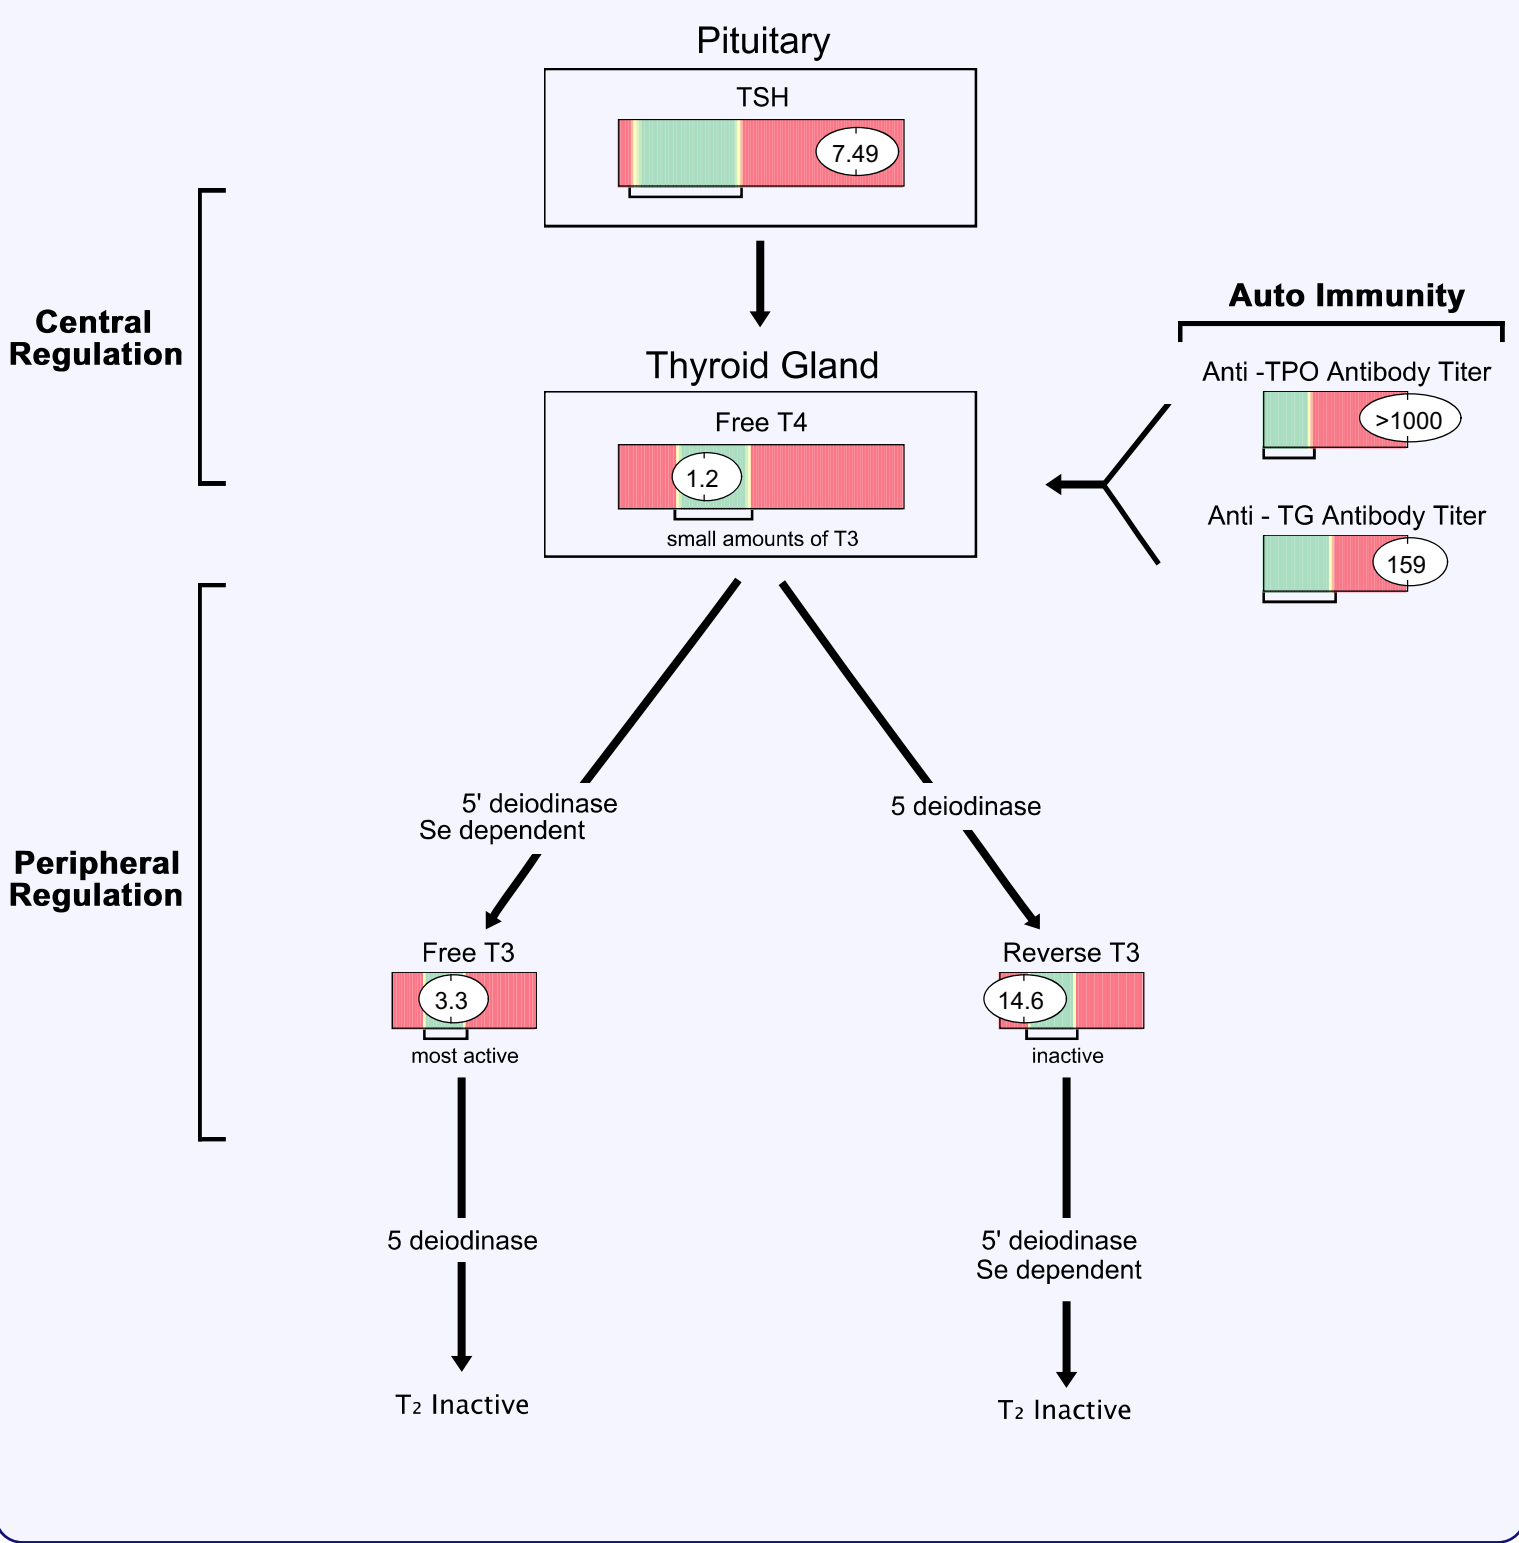 Pituitary
TSH
7.49
Central
Regulation
Auto Immunity
Thyroid Gland
Anti -TPO Antibody Titer
>1000
Free T4
1.2
small amounts of T3
Anti - TG Antibody Titer
159
5' deiodinase
Se dependent
5 deiodinase
Peripheral
Regulation
Free T3
3.3
most active
Reverse T3
14.6
inactive
5 deiodinase
5' deiodinase
Se dependent
T₂ Inactive
T₂ Inactive